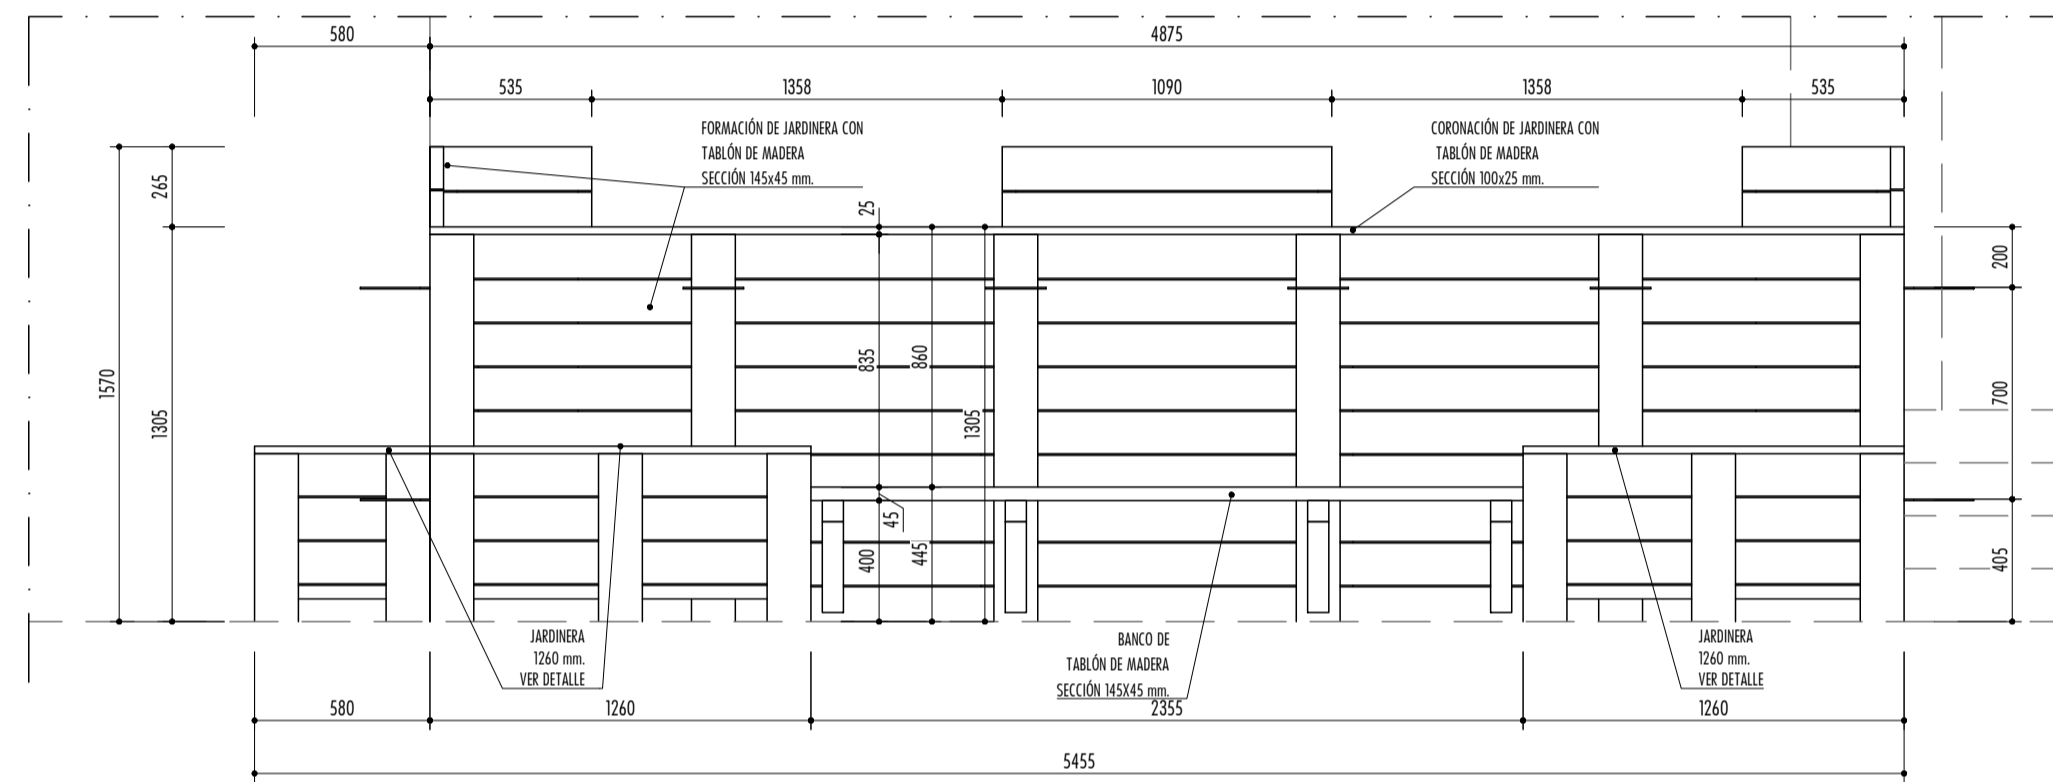 580
4875
535
1358
1090
1358
535
FORMACIÓN DE JARDINERA CON
TABLÓN DE MADERA
SECCIÓN 145x45 mm.
CORONACIÓN DE JARDINERA CON
TABLÓN DE MADERA
SECCIÓN 100x25 mm.
265
25
200
1570
1305
835
860
1305
700
45
400
445
405
JARDINERA
1260 mm.
VER DETALLE
BANCO DE
TABLÓN DE MADERA
SECCIÓN 145X45 mm.
JARDINERA
1260 mm.
VER DETALLE
580
1260
2355
1260
5455